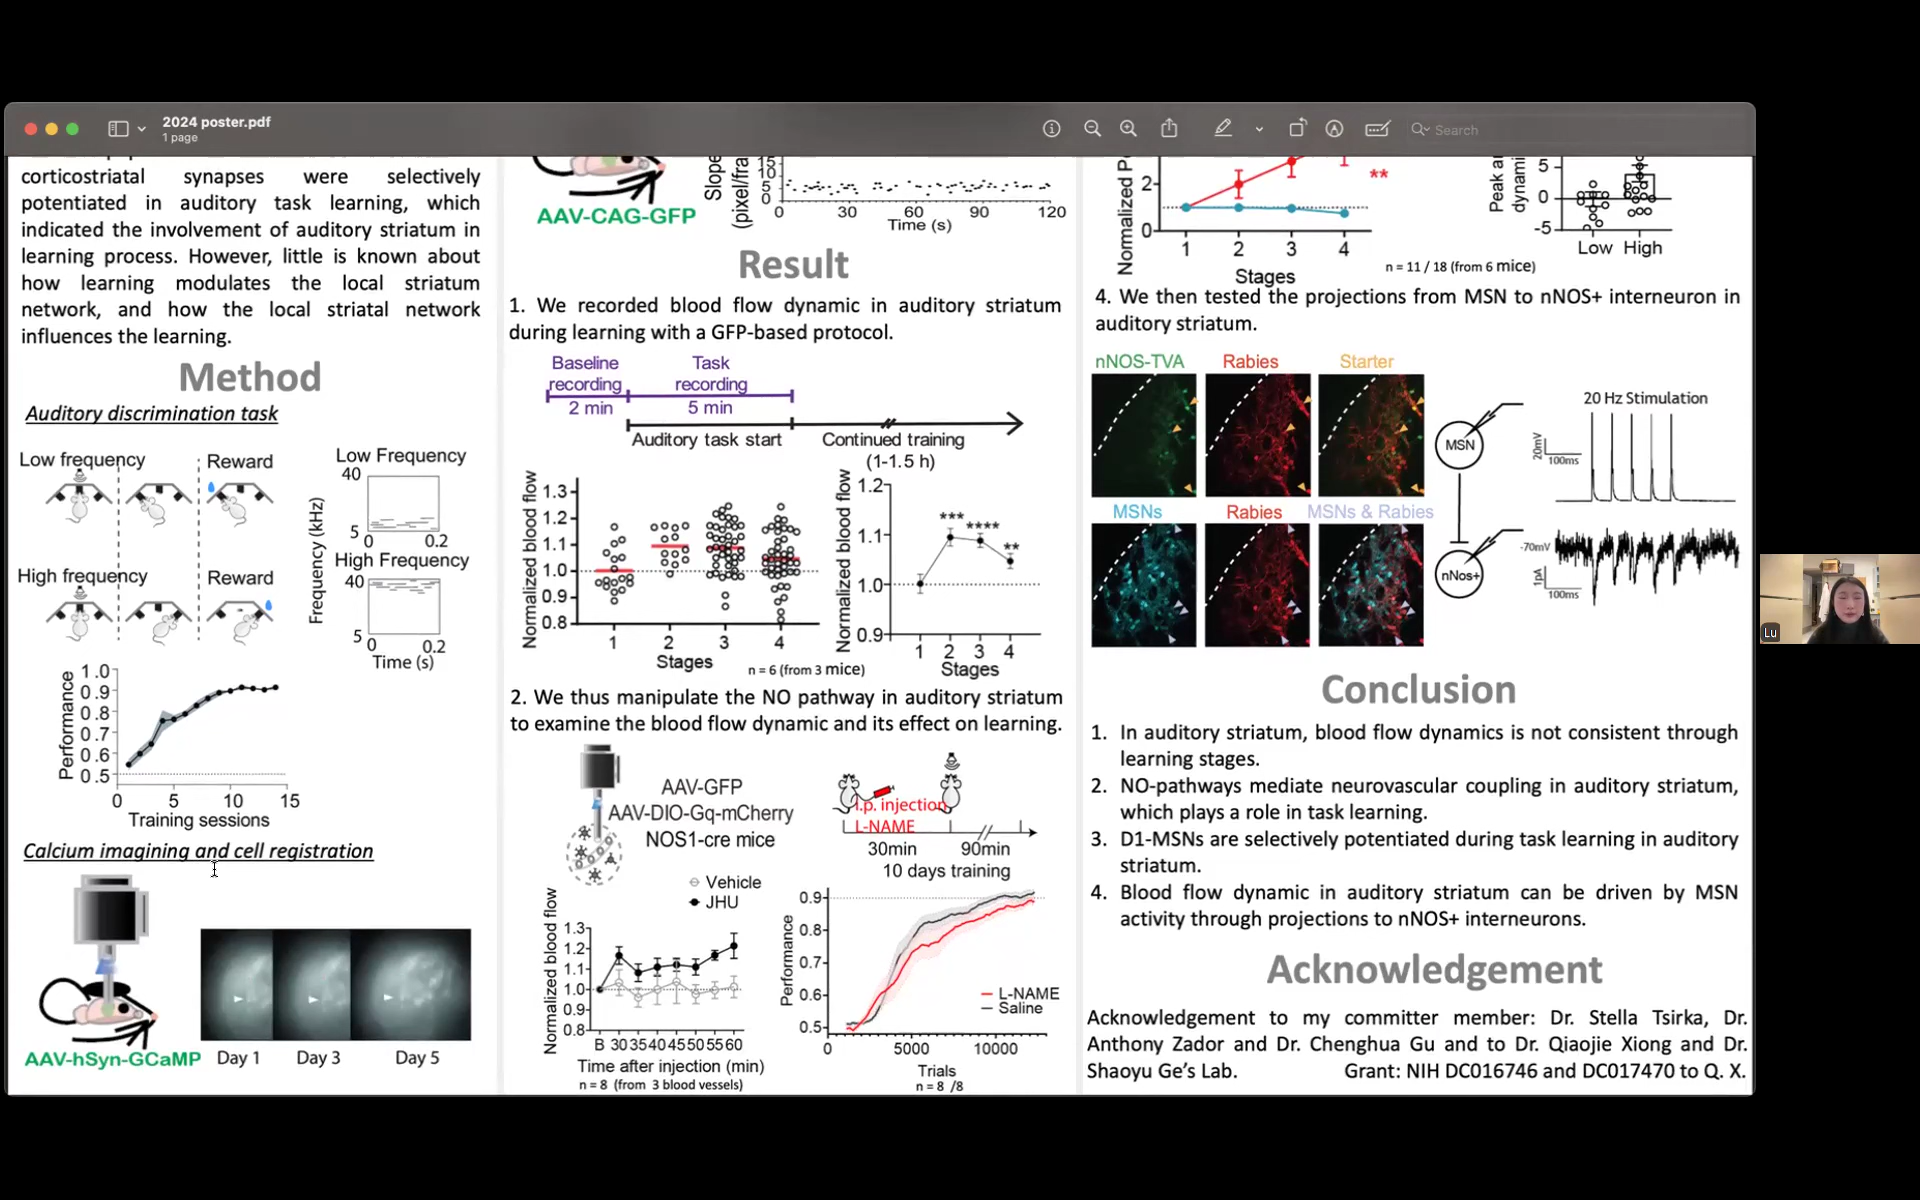 2024 poster.pdf
1 page
Search
corticostriatal synapses were selectively
potentiated in auditory task learning, which
indicated the involvement of auditory striatum in
learning process. However, little is known about
how learning modulates the local striatum
network, and how the local striatal network
influences the learning.
Method
Auditory discrimination task
Low frequency
Reward
High frequency
Reward
Low Frequency
40
5
0 0.2
High Frequency
40
5
0 0.2
Frequency (kHz)
Time (s)
Performance
1.0
0.9
0.8
0.7
0.6
0.5
0 5 10 15
Training sessions
Calcium imagining and cell registration
AAV-hSyn-GCaMP
Day 1 Day 3 Day 5
AAV-CAG-GFP
Slope
(pixel/fra
15
10
5
0
0 30 60 90 120
Time (s)
Result
1. We recorded blood flow dynamic in auditory striatum
during learning with a GFP-based protocol.
Baseline
recording
2 min
Task
recording
5 min
Auditory task start
Continued training
(1-1.5 h)
Normalized blood flow
1.3
1.2
1.1
1.0
0.9
0.8
1 2 3 4
Stages
n = 6 (from 3 mice)
Normalized blood flow
1.2
1.1
1.0
0.9
*** **** **
1 2 3 4
Stages
2. We thus manipulate the NO pathway in auditory striatum
to examine the blood flow dynamic and its effect on learning.
AAV-GFP
AAV-DIO-Gq-mCherry
NOS1-cre mice
i.p. injection
L-NAME
30min 90min
10 days training
Vehicle
JHU
Normalized blood flow
1.3
1.2
1.1
1.0
0.9
0.8
B 30 35 40 45 50 55 60
Time after injection (min)
n = 8 (from 3 blood vessels)
Performance
0.9
0.8
0.7
0.6
0.5
L-NAME
Saline
0 5000 10000
Trials
n = 8 /8
Normalized P
2
0
**
1 2 3 4
Stages
n = 11 / 18 (from 6 mice)
Peak a
dynami
5
0
-5
Low High
4. We then tested the projections from MSN to nNOS+ interneuron in
auditory striatum.
nNOS-TVA Rabies Starter
MSNs Rabies MSNs & Rabies
MSN
nNos+
20 Hz Stimulation
20mV
100ms
-70mV
1pA
100ms
Conclusion
1. In auditory striatum, blood flow dynamics is not consistent through
learning stages.
2. NO-pathways mediate neurovascular coupling in auditory striatum,
which plays a role in task learning.
3. D1-MSNs are selectively potentiated during task learning in auditory
striatum.
4. Blood flow dynamic in auditory striatum can be driven by MSN
activity through projections to nNOS+ interneurons.
Acknowledgement
Acknowledgement to my committer member: Dr. Stella Tsirka, Dr.
Anthony Zador and Dr. Chenghua Gu and to Dr. Qiaojie Xiong and Dr.
Shaoyu Ge's Lab. Grant: NIH DC016746 and DC017470 to Q. X.
Lu